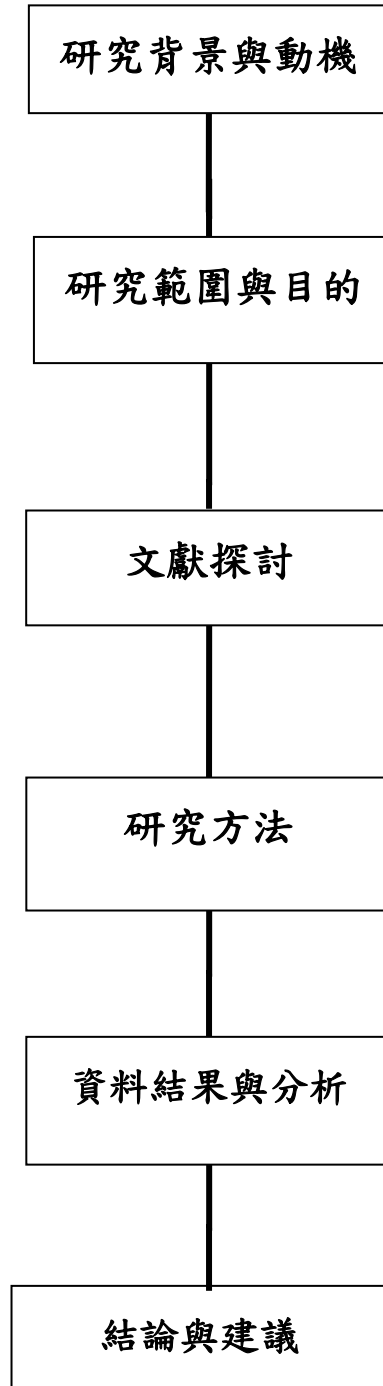 研究背景與動機
研究範圍與目的
文獻探討
研究方法
資料結果與分析
結論與建議